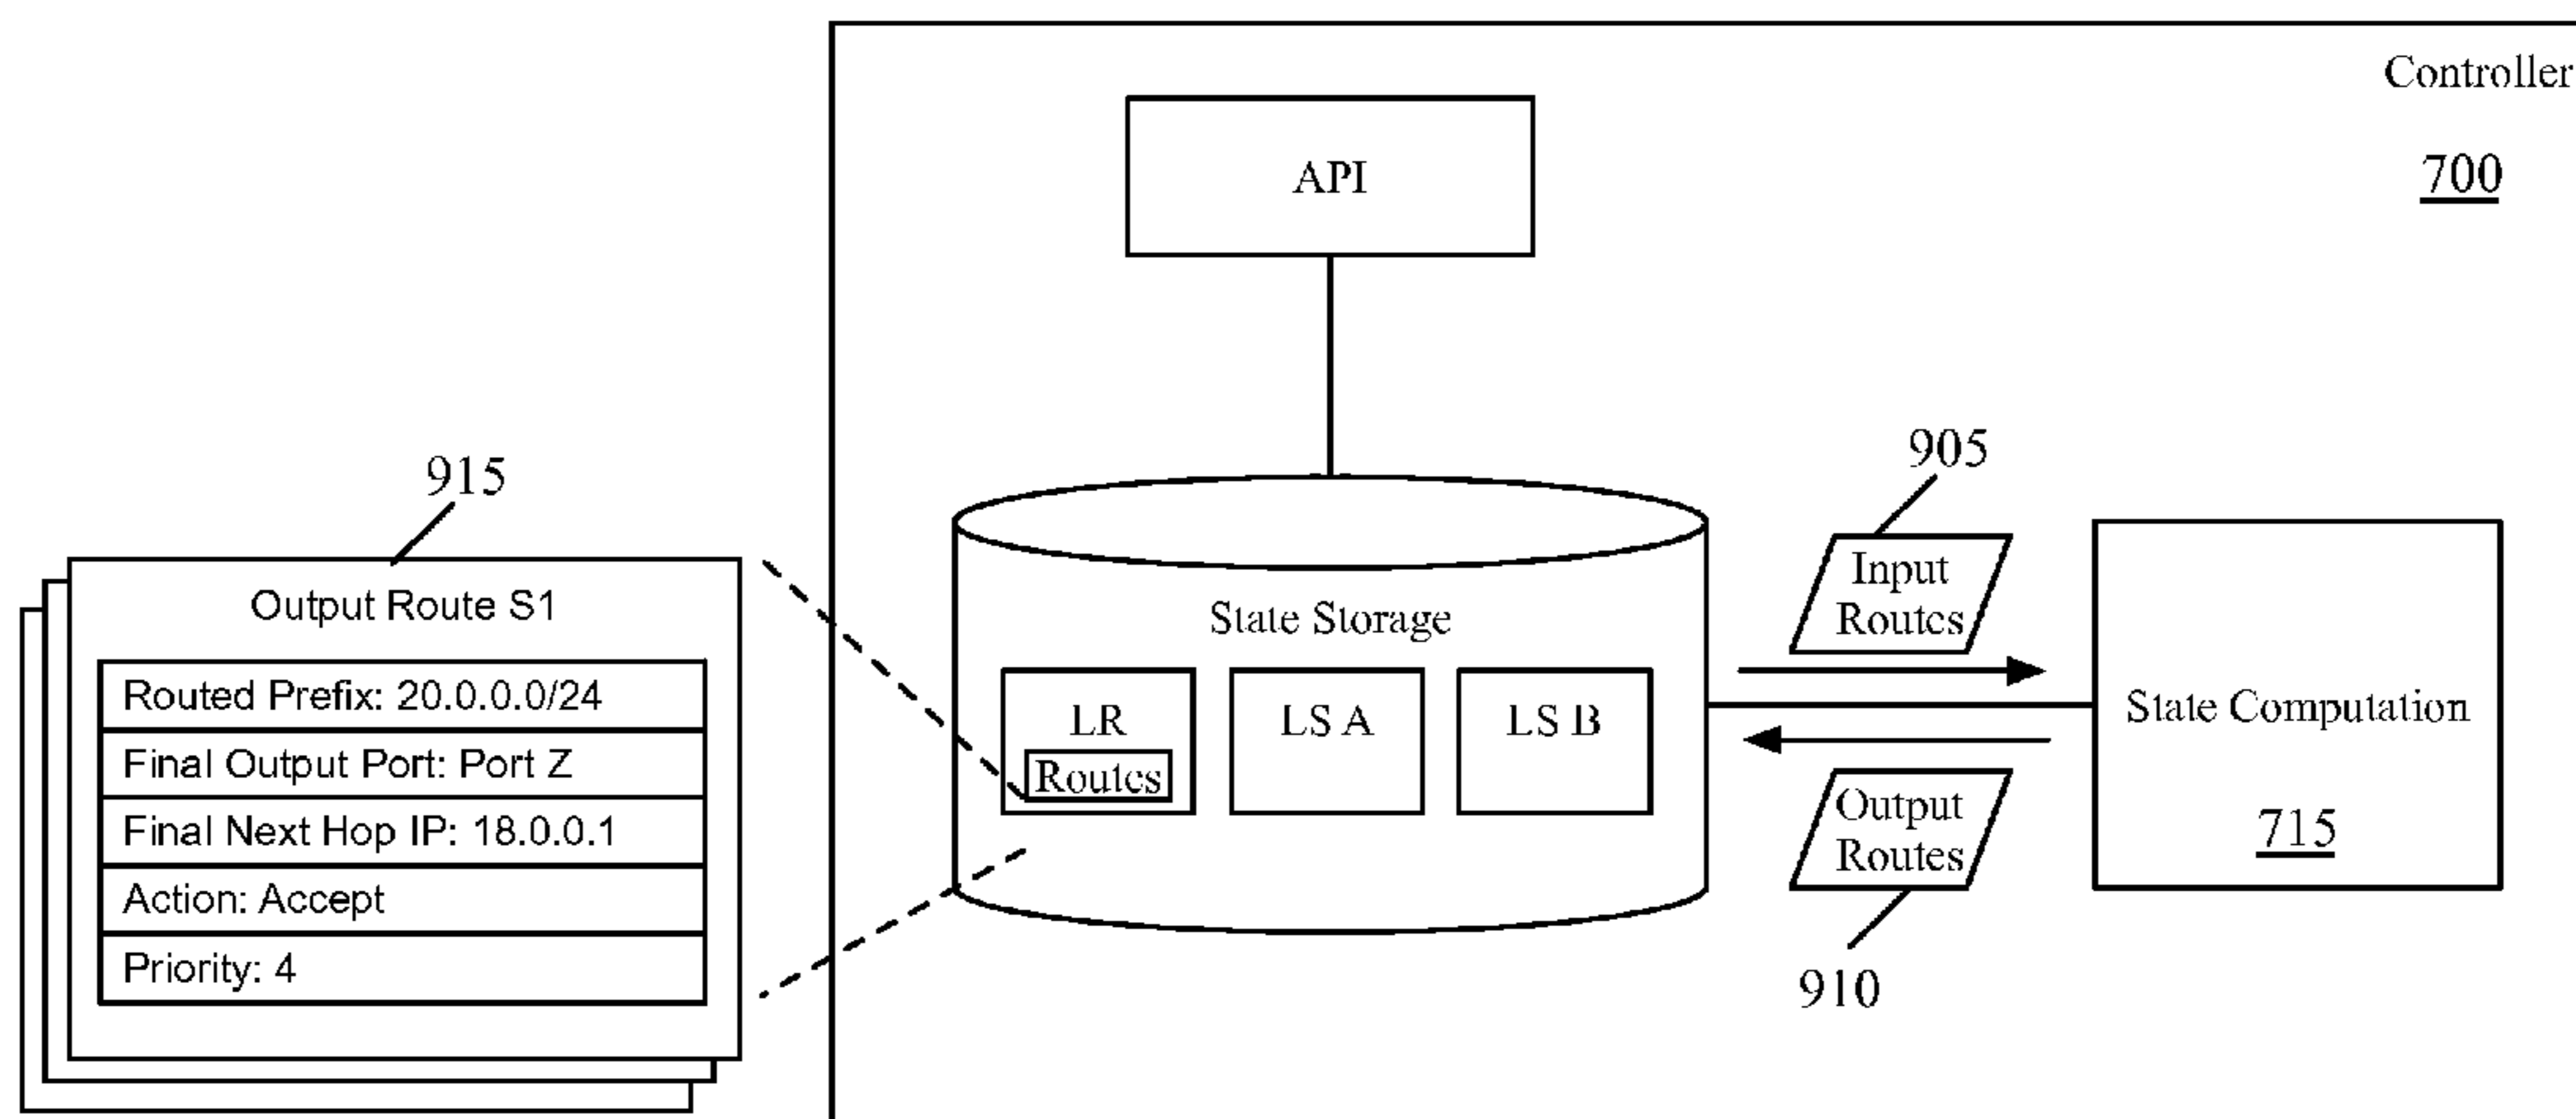 Controller
700
API
905
915
Input
Routes
Output Route S1
State Storage
Routed Prefix: 20.0.0.0/24
LR
LS A
LS B
State Computation
Final Output Port: Port Z
Routes
Final Next Hop IP: 18.0.0.1
Output
Routes
715
Action: Accept
Priority: 4
910